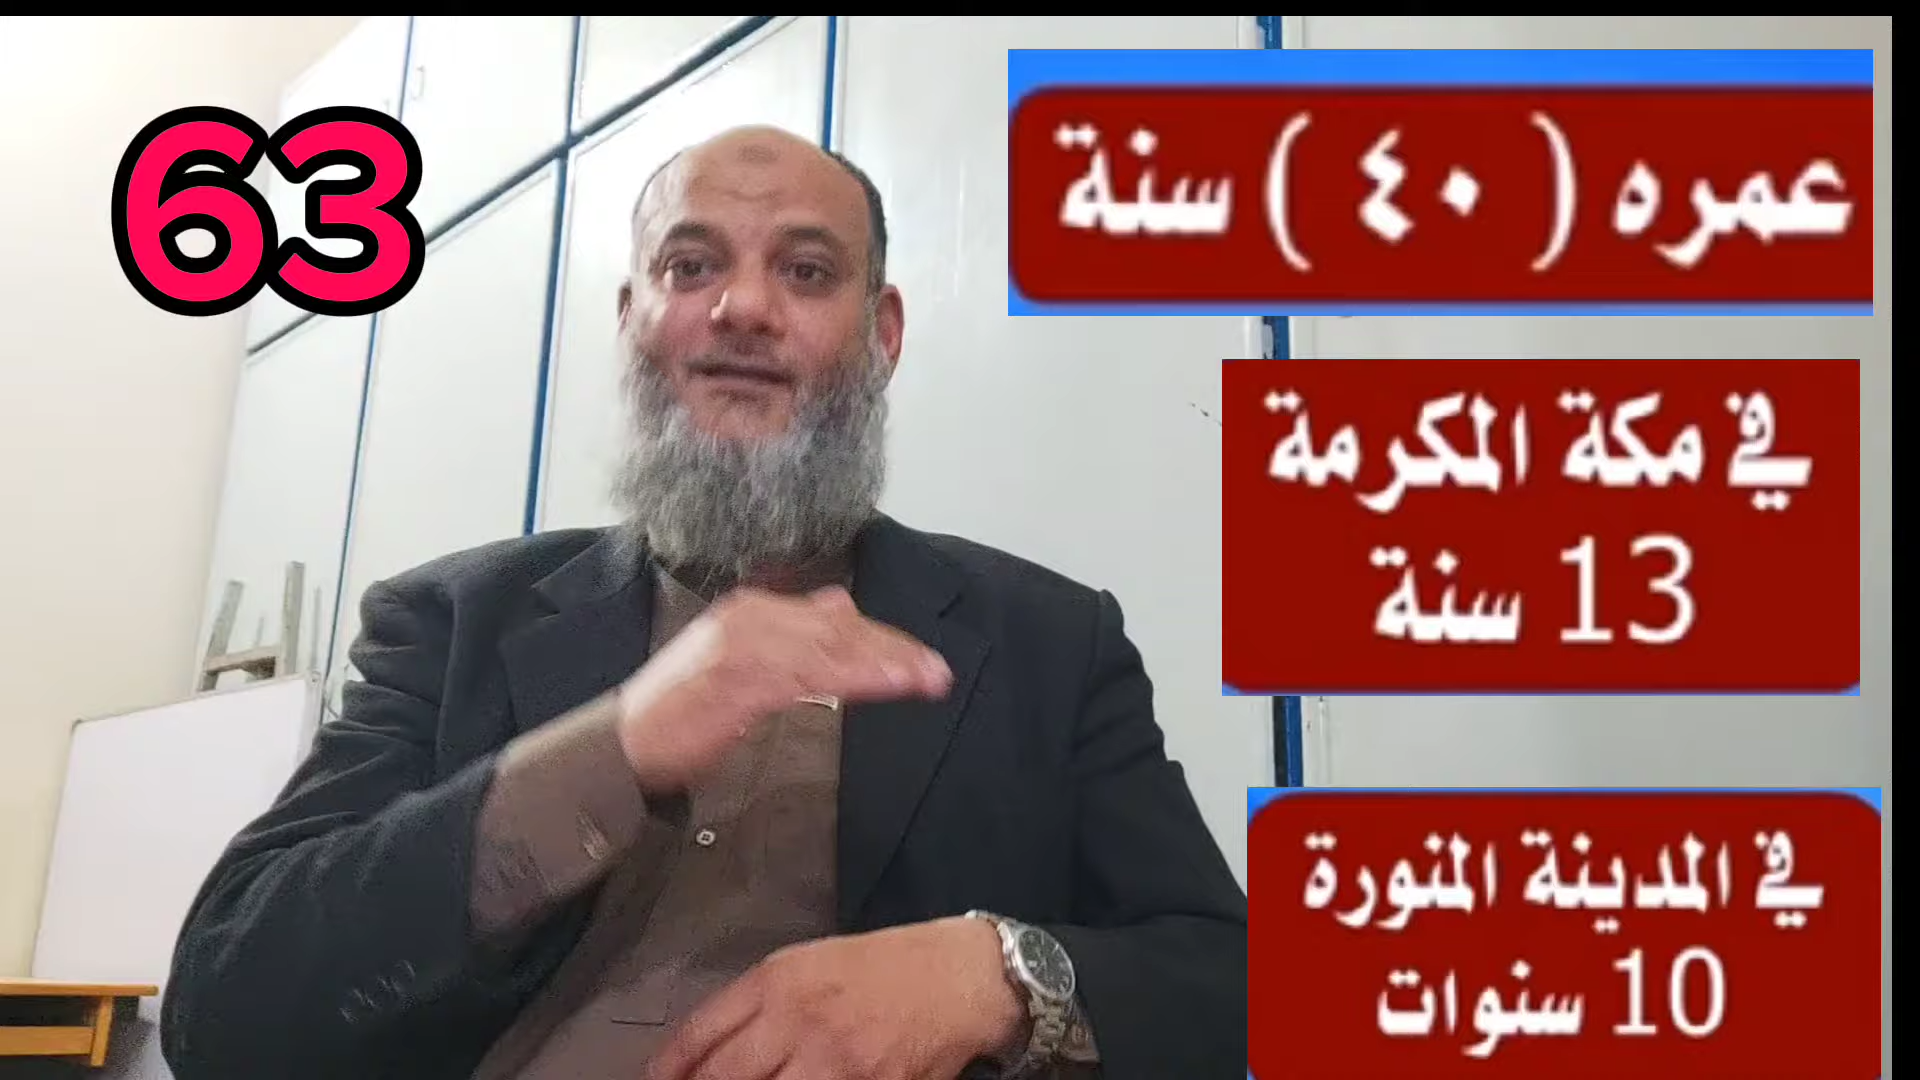 63
عمره ( ٤٠ ) سنة
في مكة المكرمة
13 سنة
في المدينة المنورة
10 سنوات